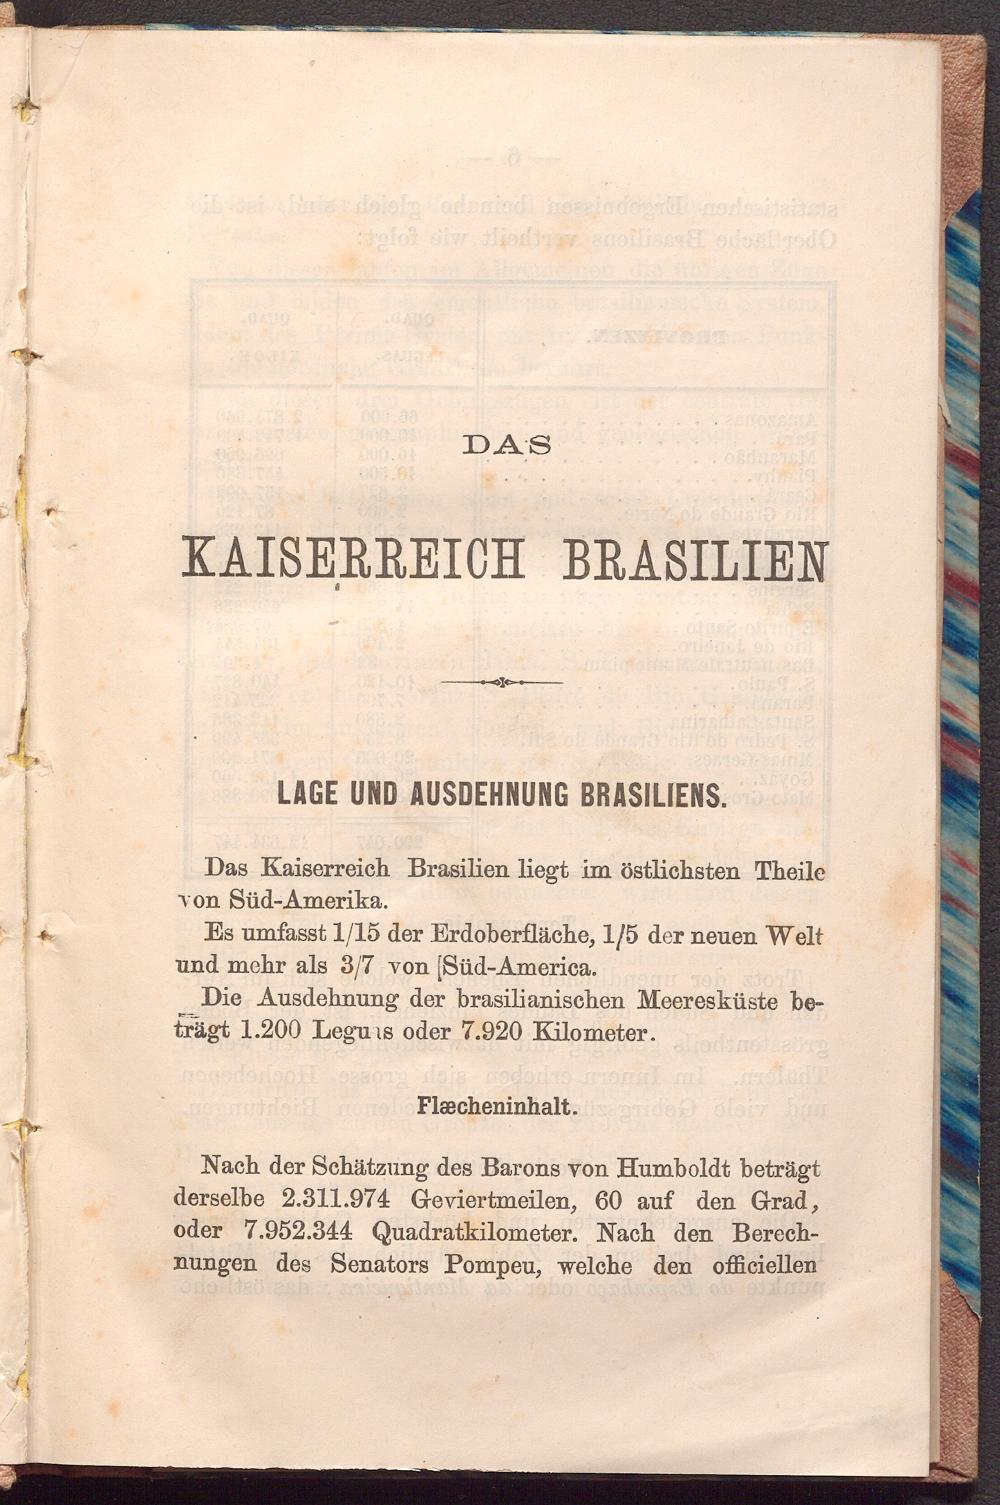 DAS
KAISERREICH BRASILIEN
LAGE UND AUSDEHNUNG BRASILIENS.
Das Kaiserreich Brasilien liegt im östlichsten Theile
von Süd-Amerika.
Es umfasst 1/15 der Erdoberfläche, 1/5 der neuen Welt
und mehr als 3/7 von [Süd-America.
Die Ausdehnung der brasilianischen Meeresküste be-
trägt 1.200 Leguas oder 7.920 Kilometer.
Flæcheninhalt.
Nach der Schätzung des Barons von Humboldt beträgt
derselbe 2.311.974 Geviertmeilen, 60 auf den Grad,
oder 7.952.344 Quadratkilometer. Nach den Berech-
nungen des Senators Pompeu, welche den officiellen